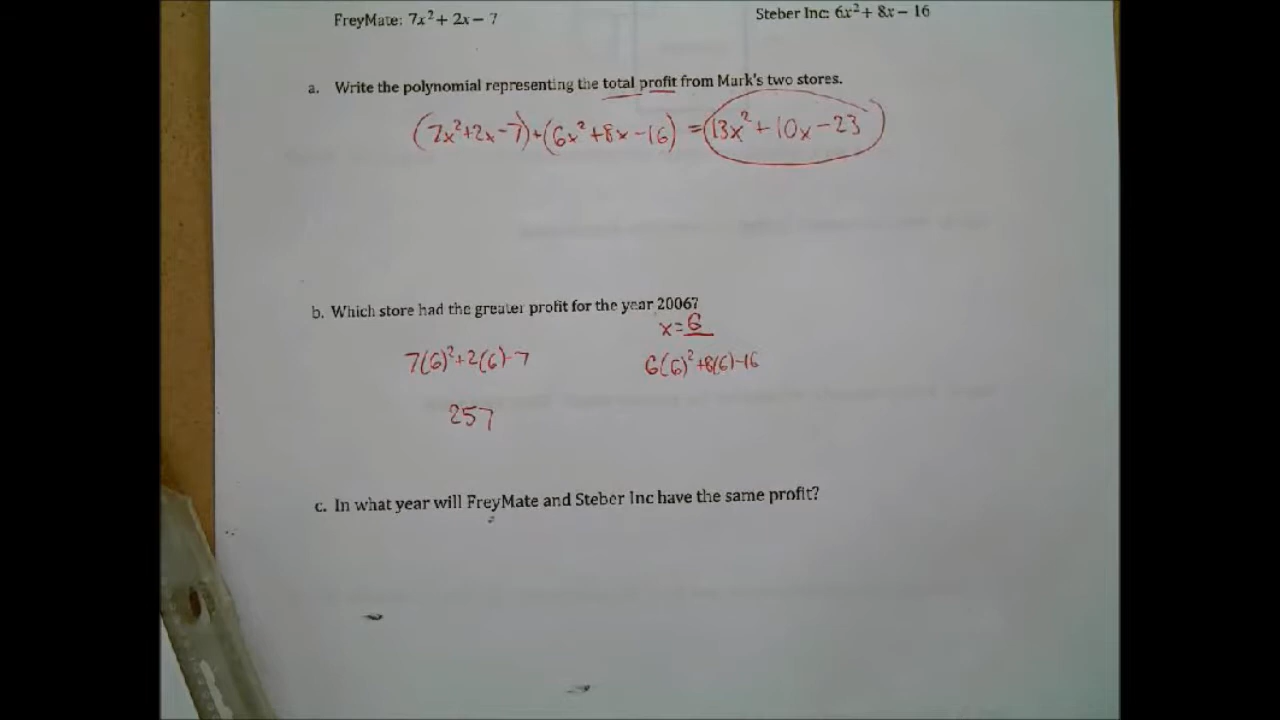 FreyMate: 7x² + 2x – 7 Steber Inc: 6x² + 8x – 16
a. Write the polynomial representing the total profit from Mark's two stores.
(7x²+2x-7)+(6x²+8x-16) = 13x²+10x-23
b. Which store had the greater profit for the year 2006?
x=6
7(6)²+2(6)-7 6(6)²+8(6)-16
257
c. In what year will FreyMate and Steber Inc have the same profit?